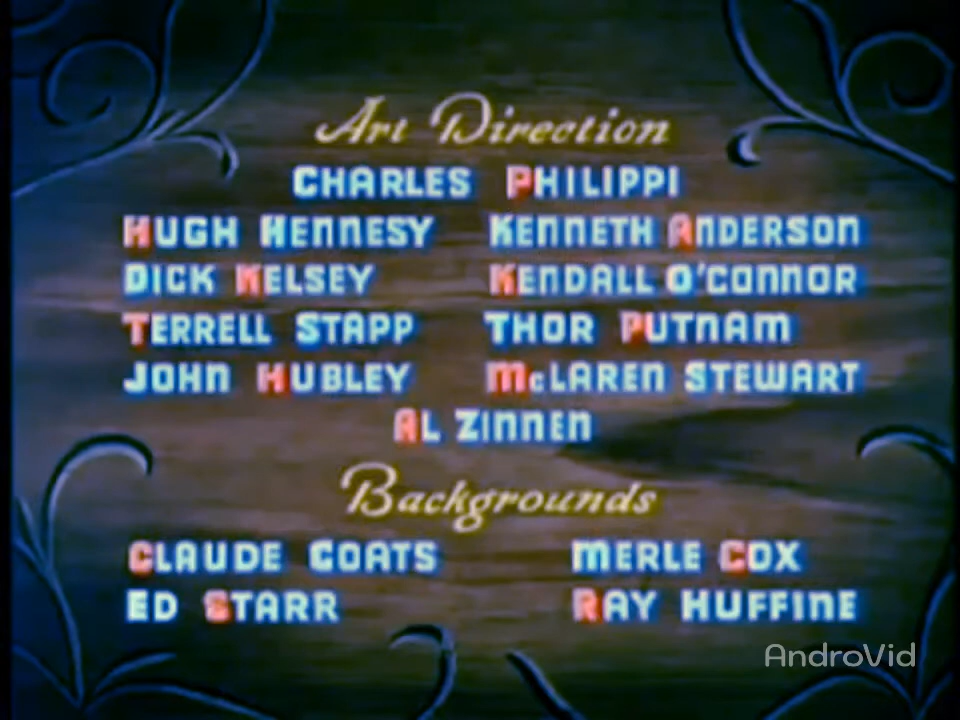 Art Direction
CHARLES PHILIPPI
HUGH HENNESY KENNETH ANDERSON
DICK KELSEY KENDALL O'CONNOR
TERRELL STAPP THOR PUTNAM
JOHN HUBLEY McLAREN STEWART
AL ZINNEN
Backgrounds
CLAUDE COATS MERLE COX
ED STARR RAY HUFFINE
AndroVid